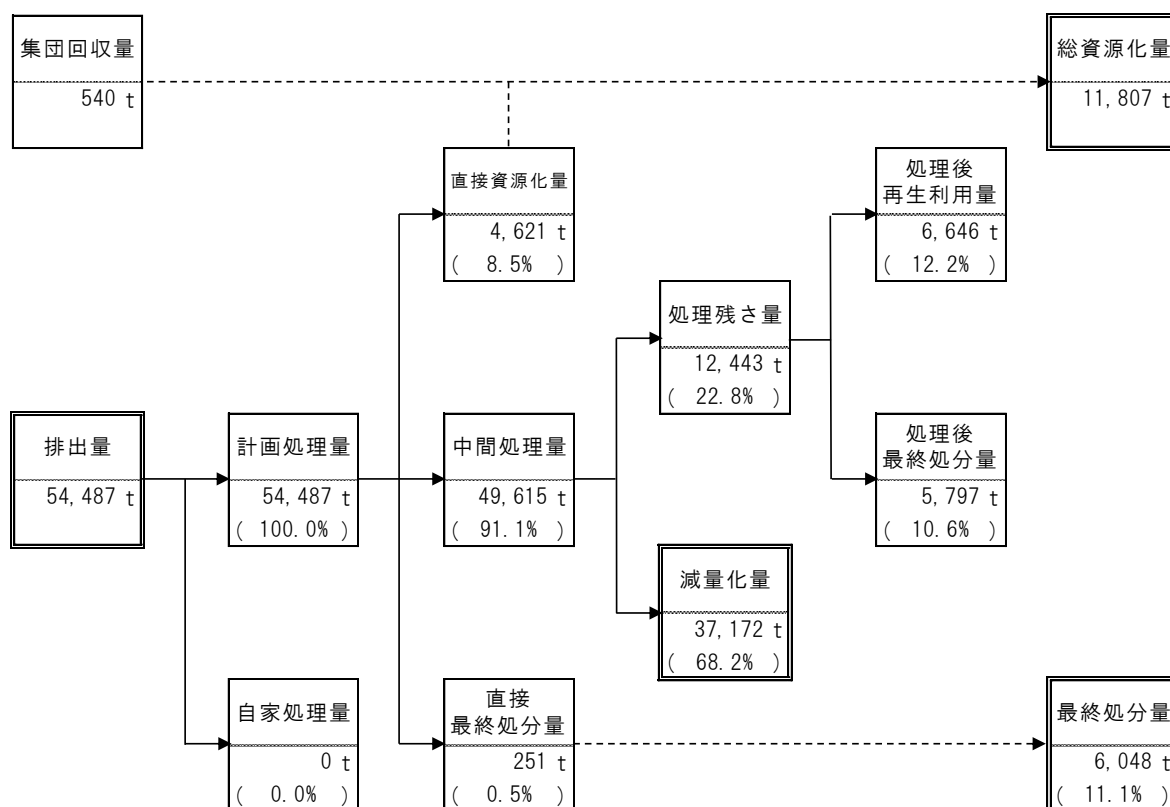 集団回収量
540 t
総資源化量
11,807 t
直接資源化量
4,621 t
( 8.5% )
処理後
再生利用量
6,646 t
( 12.2% )
処理残さ量
12,443 t
( 22.8% )
排出量
54,487 t
計画処理量
54,487 t
( 100.0% )
中間処理量
49,615 t
( 91.1% )
処理後
最終処分量
5,797 t
( 10.6% )
減量化量
37,172 t
( 68.2% )
自家処理量
0 t
( 0.0% )
直接
最終処分量
251 t
( 0.5% )
最終処分量
6,048 t
( 11.1% )